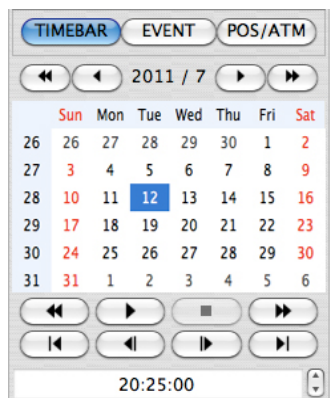 TIMEBAR EVENT POS/ATM
2011 / 7
Sun Mon Tue Wed Thu Fri Sat
26 26 27 28 29 30 1 2
27 3 4 5 6 7 8 9
28 10 11 12 13 14 15 16
29 17 18 19 20 21 22 23
30 24 25 26 27 28 29 30
31 31 1 2 3 4 5 6
20:25:00